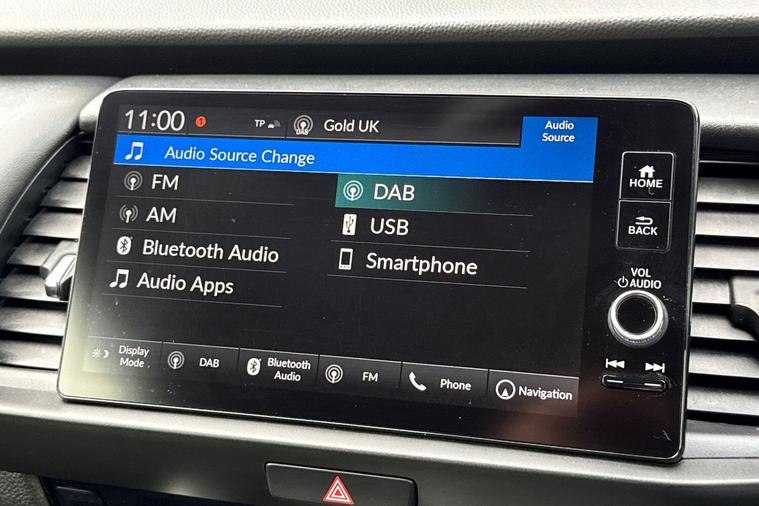 11:00 1 TP DAB Gold UK Audio Source
Audio Source Change
FM DAB
AM USB
Bluetooth Audio Smartphone
Audio Apps
Display Mode DAB Bluetooth Audio FM Phone Navigation
HOME
BACK
VOL
AUDIO